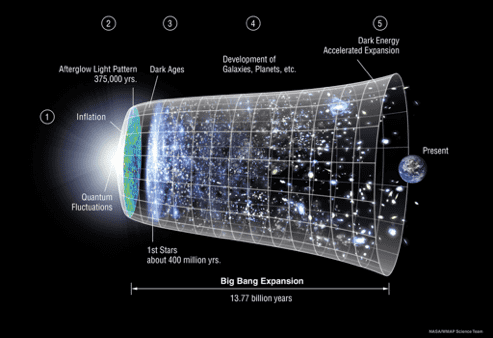 1
2
3
4
5
Afterglow Light Pattern
375,000 yrs.
Dark Ages
Development of
Galaxies, Planets, etc.
Dark Energy
Accelerated Expansion
Inflation
Quantum
Fluctuations
1st Stars
about 400 million yrs.
Present
Big Bang Expansion
13.77 billion years
NASA/WMAP Science Team